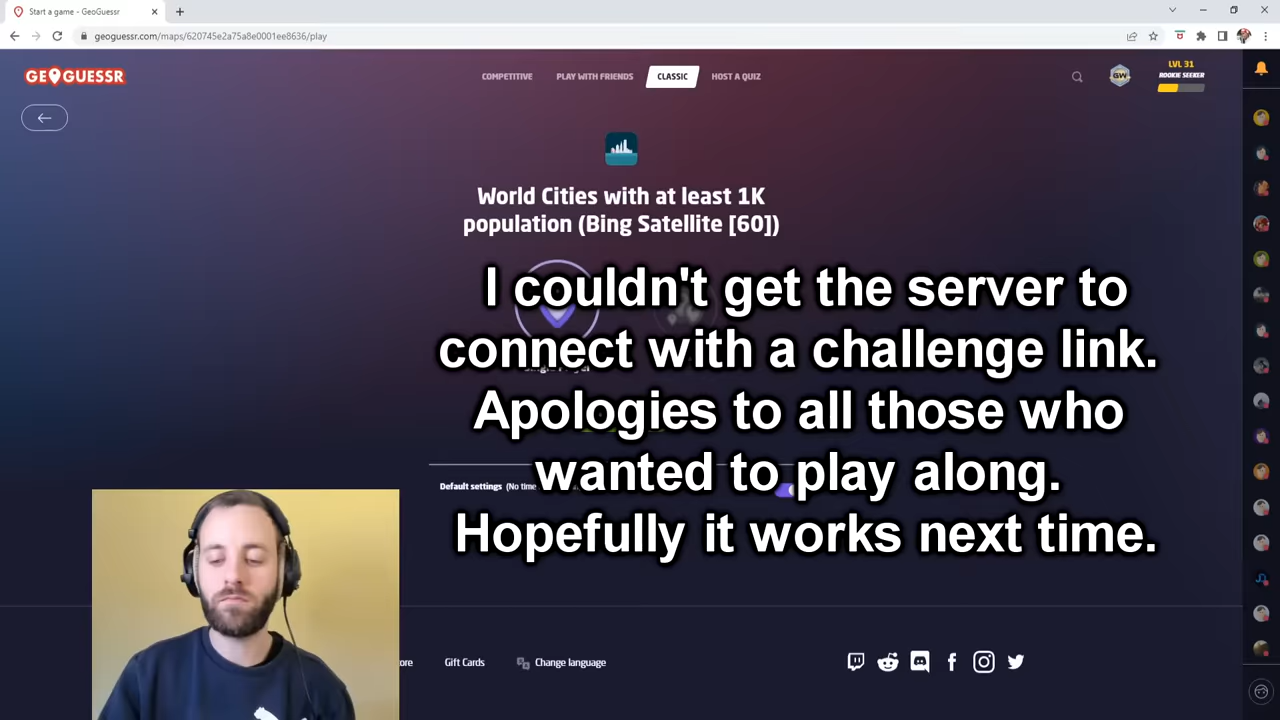 Start a game - GeoGuessr
geoguessr.com/maps/620745e2a75a8e0001ee8636/play
GEOGUESSR
COMPETITIVE
PLAY WITH FRIENDS
CLASSIC
HOST A QUIZ
GW
LVL 31
ROOKIE SEEKER
World Cities with at least 1K
population (Bing Satellite [60])
I couldn't get the server to
connect with a challenge link.
Apologies to all those who
wanted to play along.
Hopefully it works next time.
Default settings (No time
Gift Cards
Change language